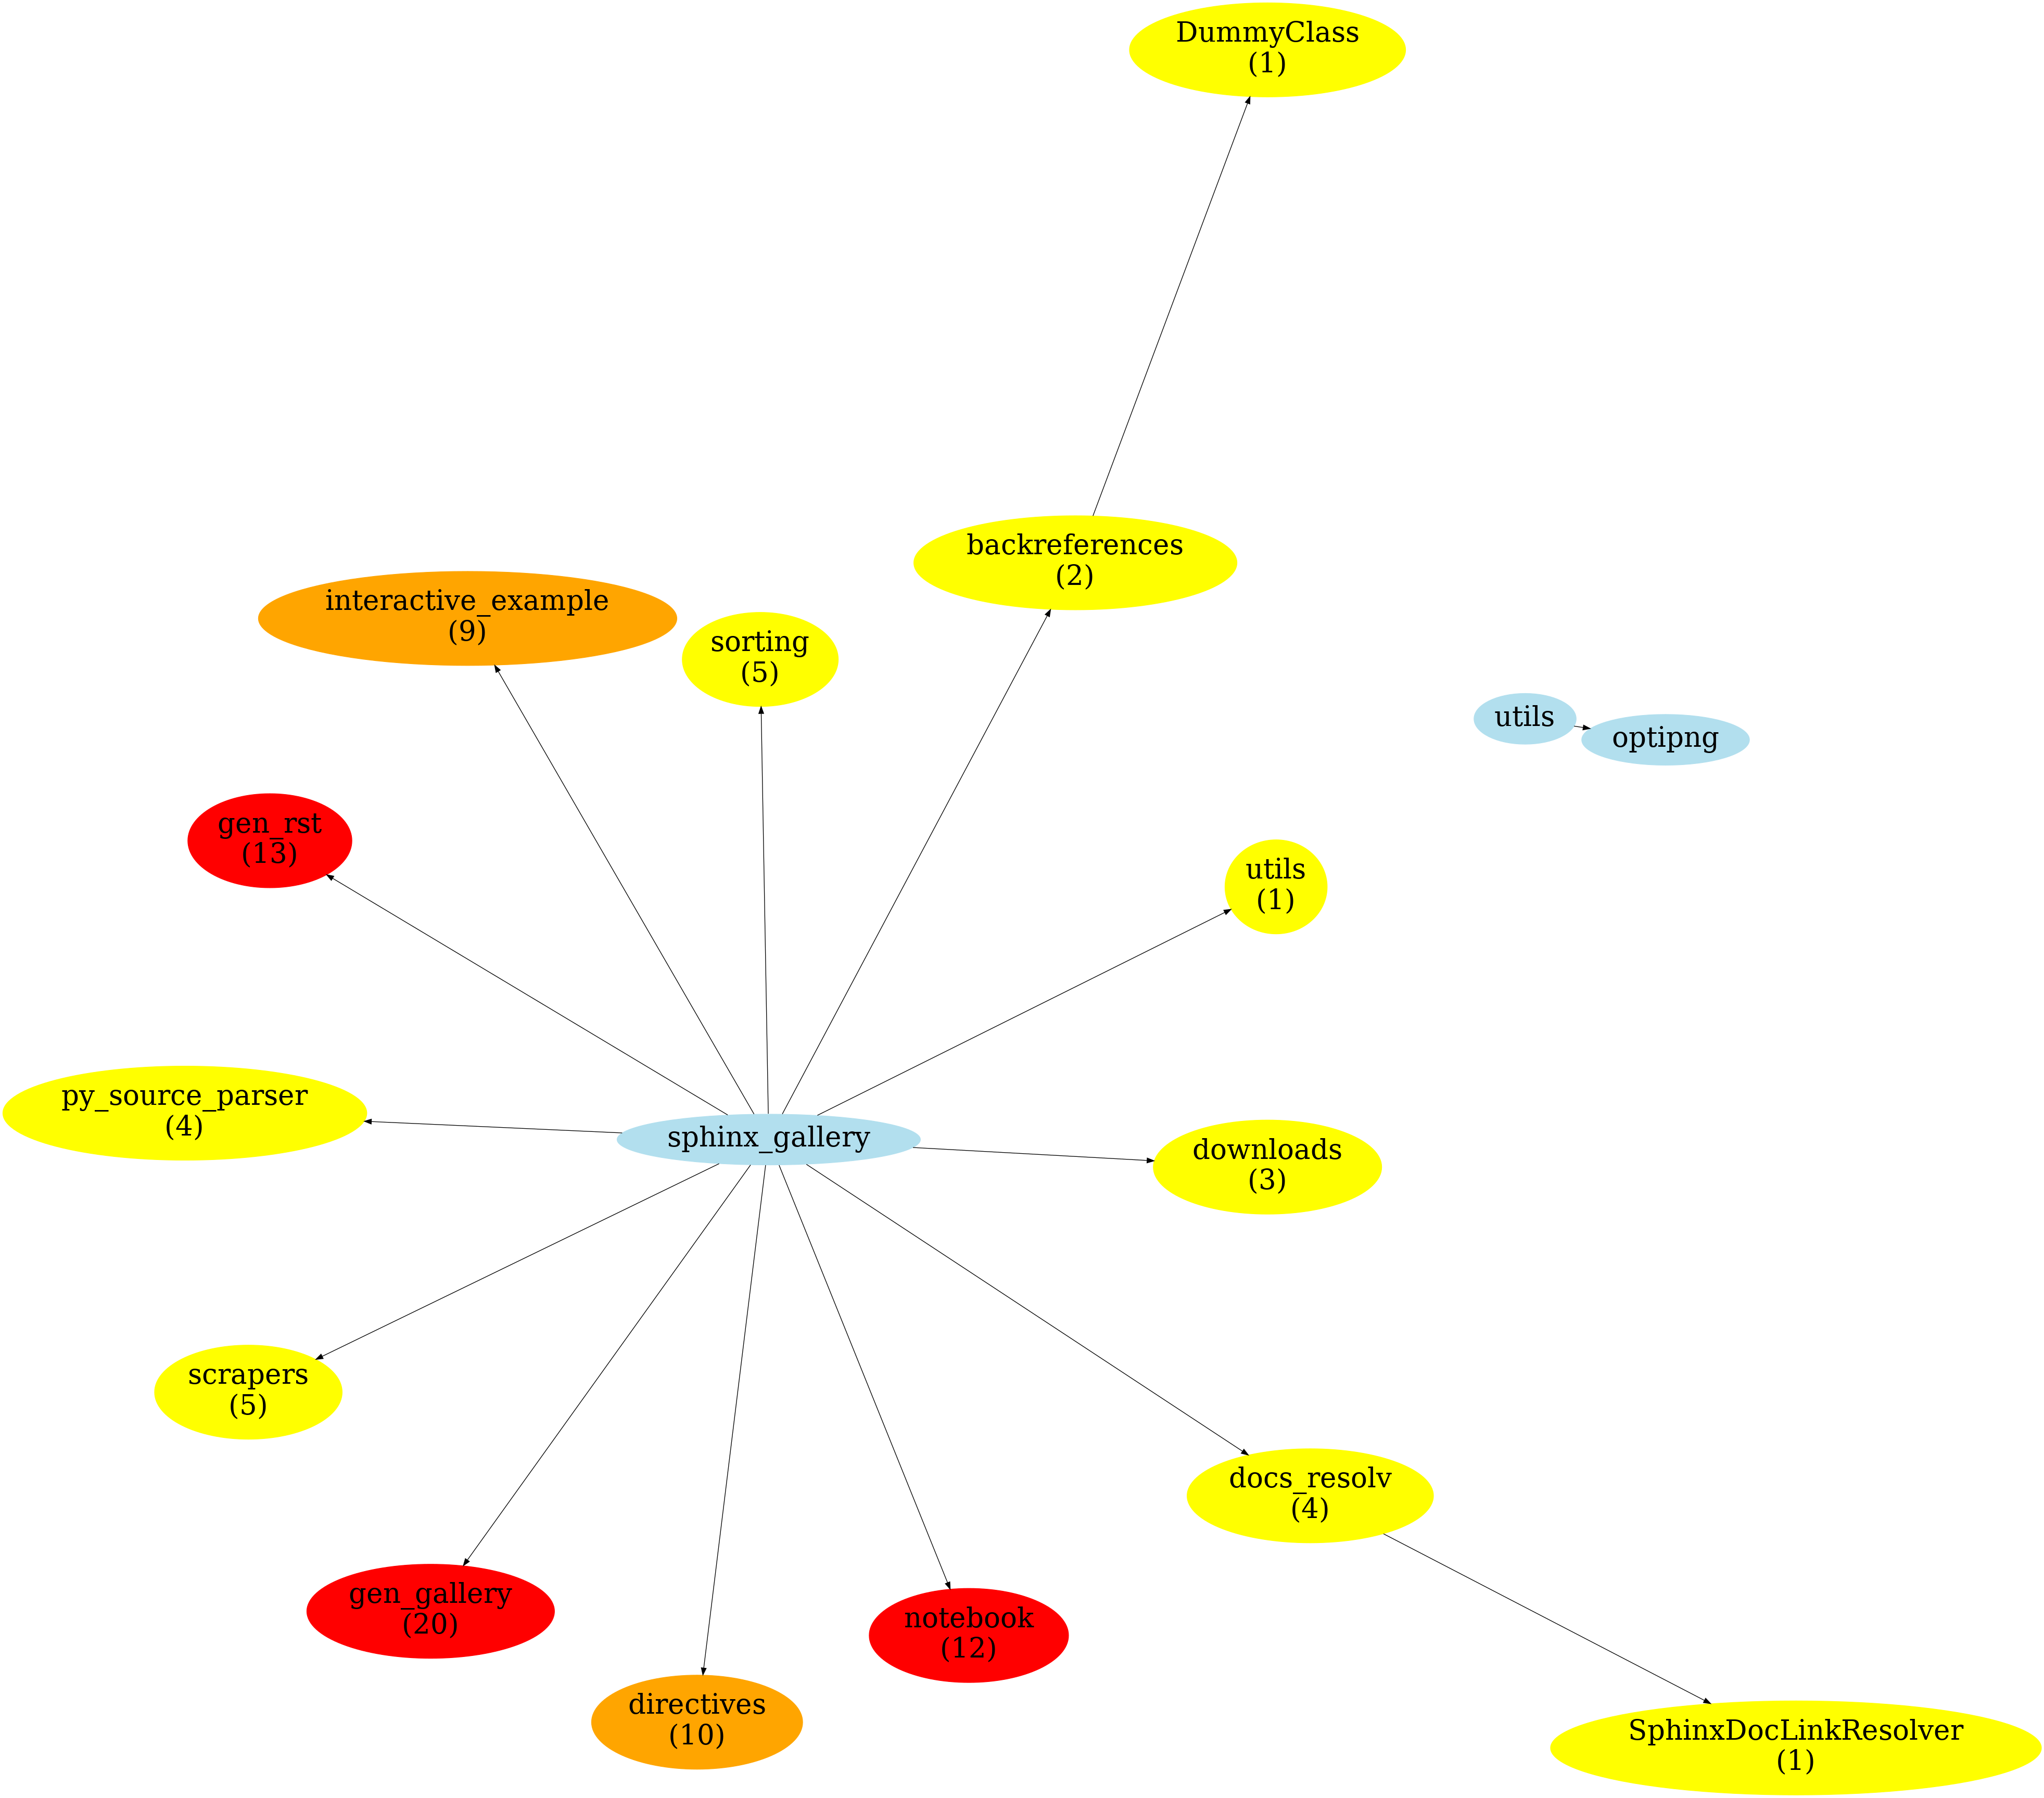 DummyClass
(1)
backreferences
(2)
interactive_example
(9)
sorting
(5)
utils
optipng
gen_rst
(13)
utils
(1)
py_source_parser
(4)
sphinx_gallery
downloads
(3)
scrapers
(5)
docs_resolv
(4)
gen_gallery
(20)
notebook
(12)
directives
(10)
SphinxDocLinkResolver
(1)